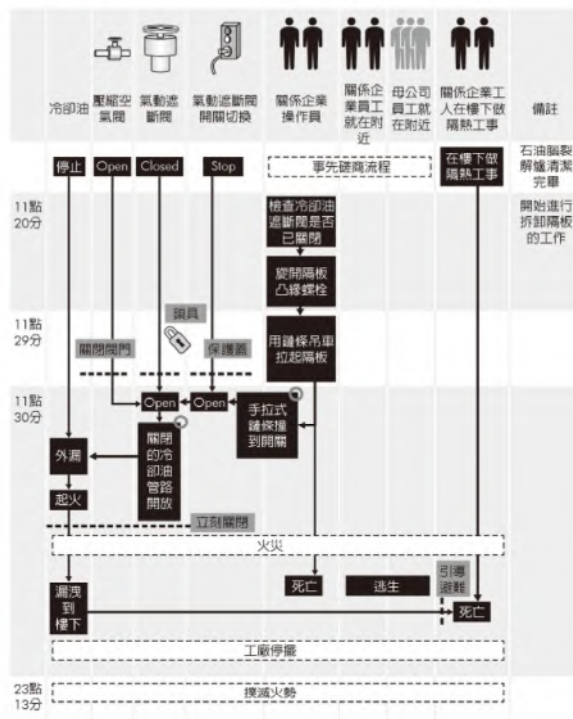 冷卻油
壓縮空
氣閥
氣動遮
斷閥
氣動遮斷閥
開關切換
關係企業
操作員
關係企
業員工
就在附
近
母公司
員工就
在附近
關係企業工
人在樓下做
隔熱工事
備註
停止
Open
Closed
Stop
事先磋商流程
在樓下做
隔熱工事
石油腦裂
解爐清潔
完畢
11點
20分
檢查冷卻油
遮斷閥是否
已關閉
開始進行
拆卸隔板
的工作
旋開隔板
凸緣螺栓
11點
29分
鎖具
關閉閥門
保護蓋
用鏈條吊車
拉起隔板
11點
30分
Open
Open
手拉式
鏈條撞
到開關
外漏
關閉
的冷
卻油
管路
開放
起火
立刻關閉
火災
漏洩
到
樓下
死亡
逃生
引導
避難
死亡
工廠停擺
23點
13分
撲滅火勢